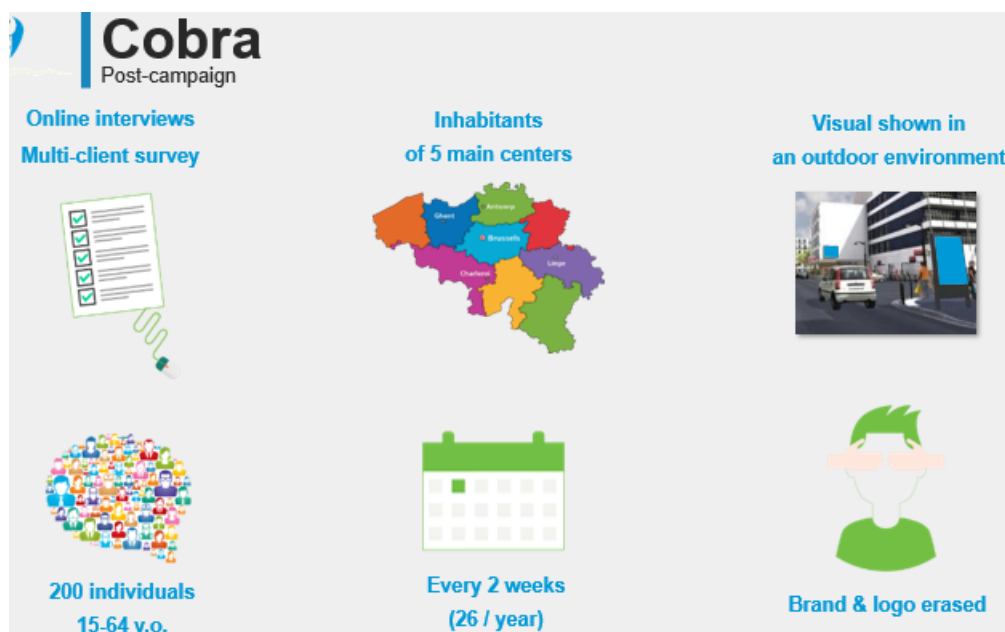 Cobra
Post-campaign
Online interviews
Multi-client survey
Inhabitants
of 5 main centers
Visual shown in
an outdoor environment
Ghent
Antwerp
Brussels
Charleroi
Liege
200 individuals
15-64 y.o.
Every 2 weeks
(26 / year)
Brand & logo erased